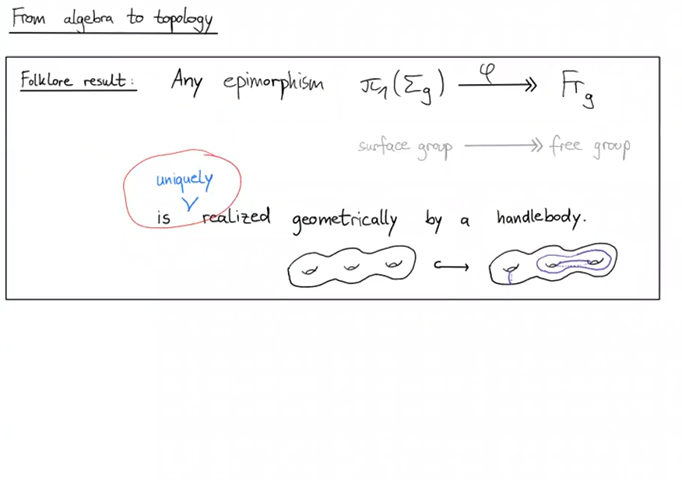 From algebra to topology
Folklore result: Any epimorphism π₁(Σg) φ ↠ Frg
surface group ↠ free group
uniquely
is realized geometrically by a handlebody.